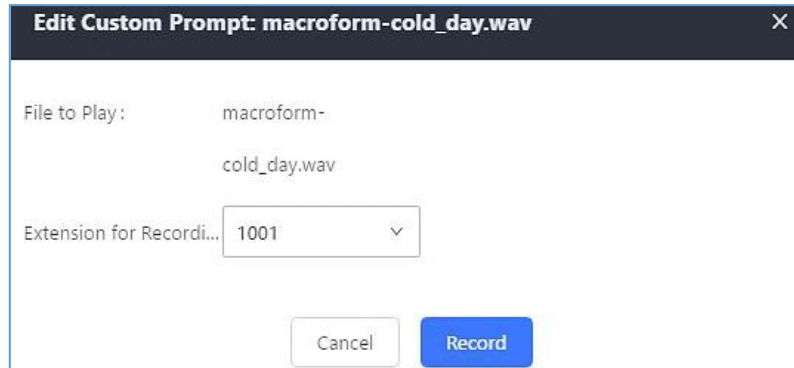 Edit Custom Prompt: macroform-cold_day.wav
File to Play : macroform-
cold_day.wav
Extension for Recordi... 1001
Cancel Record